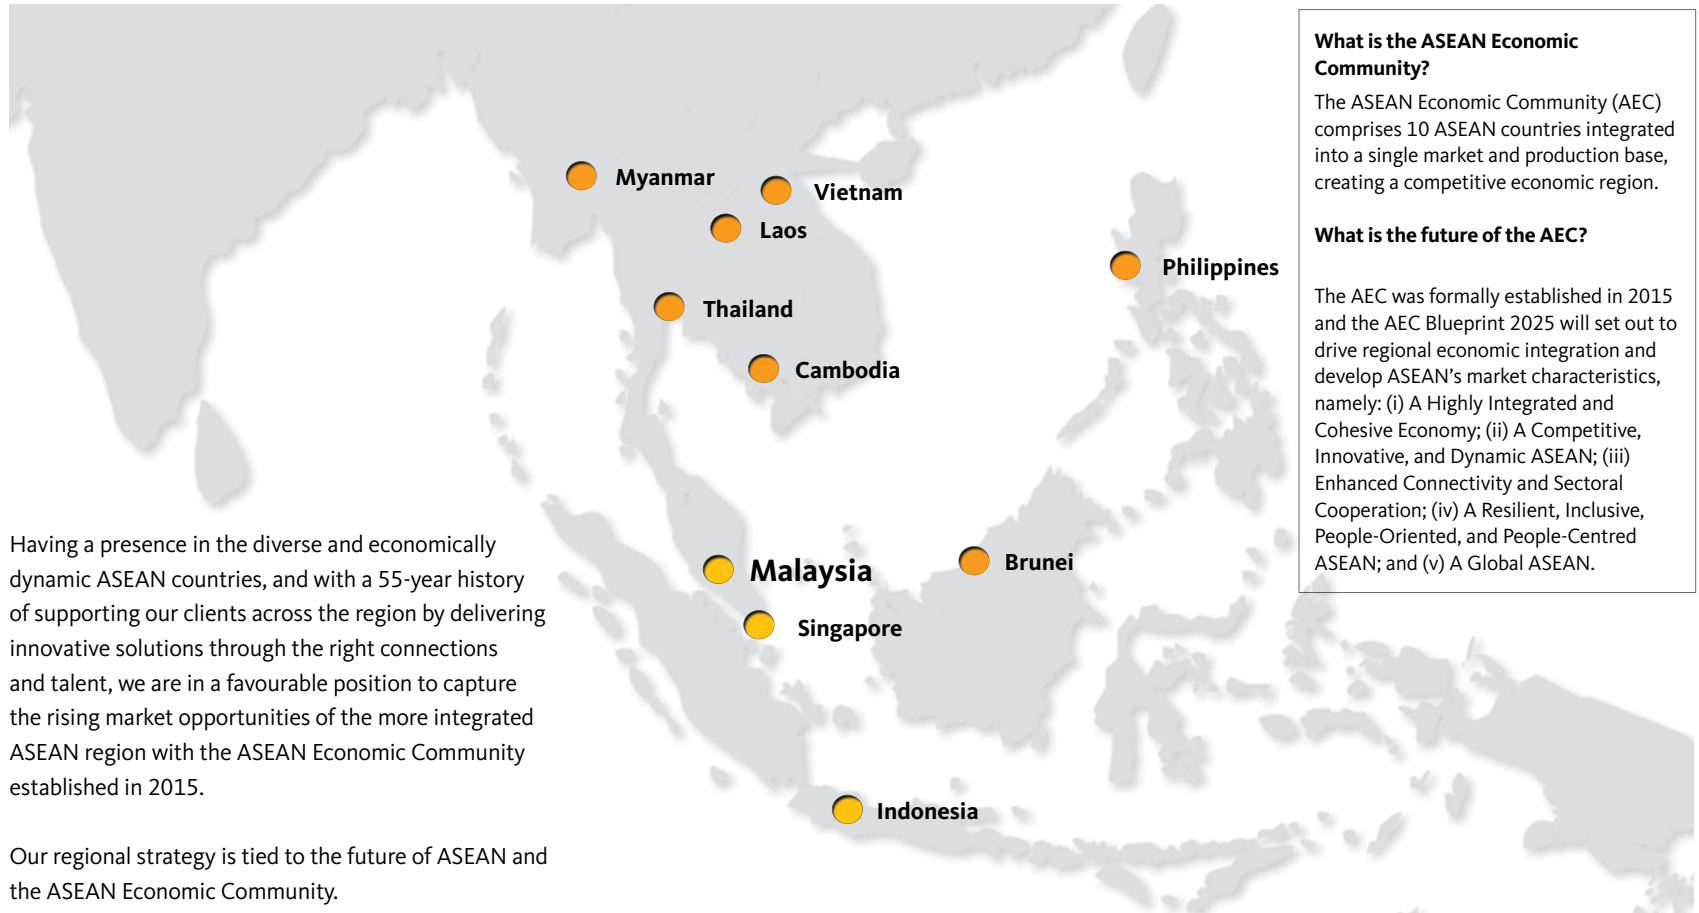 What is the ASEAN Economic
Community?
The ASEAN Economic Community (AEC)
comprises 10 ASEAN countries integrated
into a single market and production base,
creating a competitive economic region.
What is the future of the AEC?
The AEC was formally established in 2015
and the AEC Blueprint 2025 will set out to
drive regional economic integration and
develop ASEAN’s market characteristics,
namely: (i) A Highly Integrated and
Cohesive Economy; (ii) A Competitive,
Innovative, and Dynamic ASEAN; (iii)
Enhanced Connectivity and Sectoral
Cooperation; (iv) A Resilient, Inclusive,
People-Oriented, and People-Centred
ASEAN; and (v) A Global ASEAN.
Myanmar
Vietnam
Laos
Philippines
Thailand
Cambodia
Malaysia
Brunei
Singapore
Indonesia
Having a presence in the diverse and economically
dynamic ASEAN countries, and with a 55-year history
of supporting our clients across the region by delivering
innovative solutions through the right connections
and talent, we are in a favourable position to capture
the rising market opportunities of the more integrated
ASEAN region with the ASEAN Economic Community
established in 2015.
Our regional strategy is tied to the future of ASEAN and
the ASEAN Economic Community.